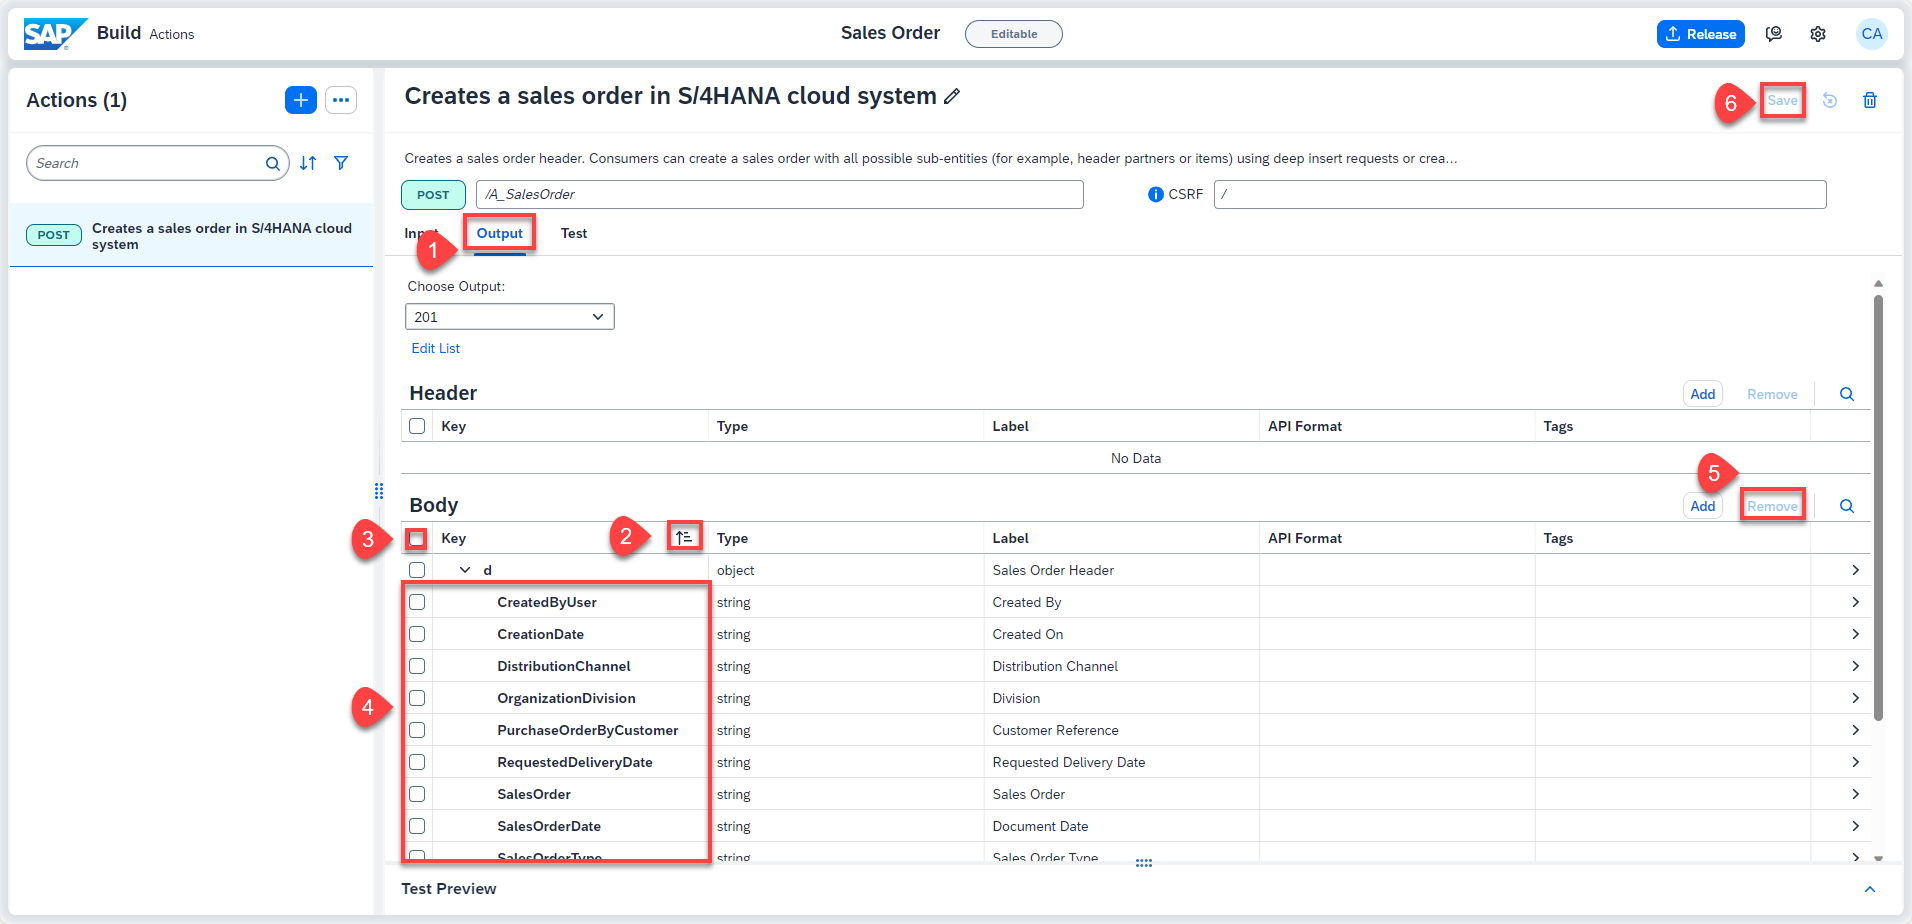 SAP Build Actions
Sales Order Editable
Release CA
Actions (1)
Search
POST Creates a sales order in S/4HANA cloud system
Creates a sales order in S/4HANA cloud system
6 Save
Creates a sales order header. Consumers can create a sales order with all possible sub-entities (for example, header partners or items) using deep insert requests or crea...
POST /A_SalesOrder CSRF /
Input Output Test
1
Choose Output:
201
Edit List
Header Add Remove
Key Type Label API Format Tags
No Data
5
Body Add Remove
3 Key 2 Type Label API Format Tags
d object Sales Order Header
CreatedByUser string Created By
CreationDate string Created On
DistributionChannel string Distribution Channel
4 OrganizationDivision string Division
PurchaseOrderByCustomer string Customer Reference
RequestedDeliveryDate string Requested Delivery Date
SalesOrder string Sales Order
SalesOrderDate string Document Date
SalesOrderType string Sales Order Type
Test Preview